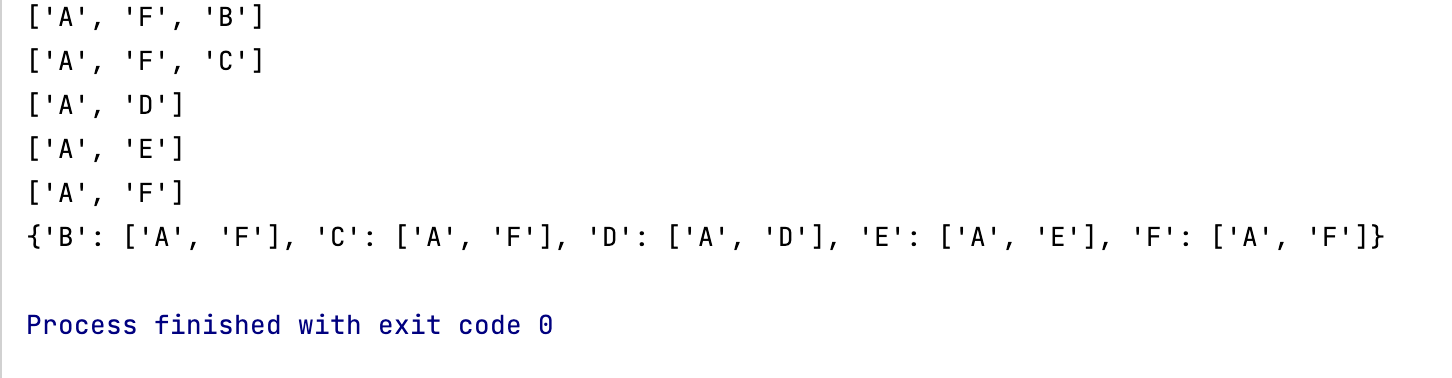 ['A', 'F', 'B']
['A', 'F', 'C']
['A', 'D']
['A', 'E']
['A', 'F']
{'B': ['A', 'F'], 'C': ['A', 'F'], 'D': ['A', 'D'], 'E': ['A', 'E'], 'F': ['A', 'F']}
Process finished with exit code 0